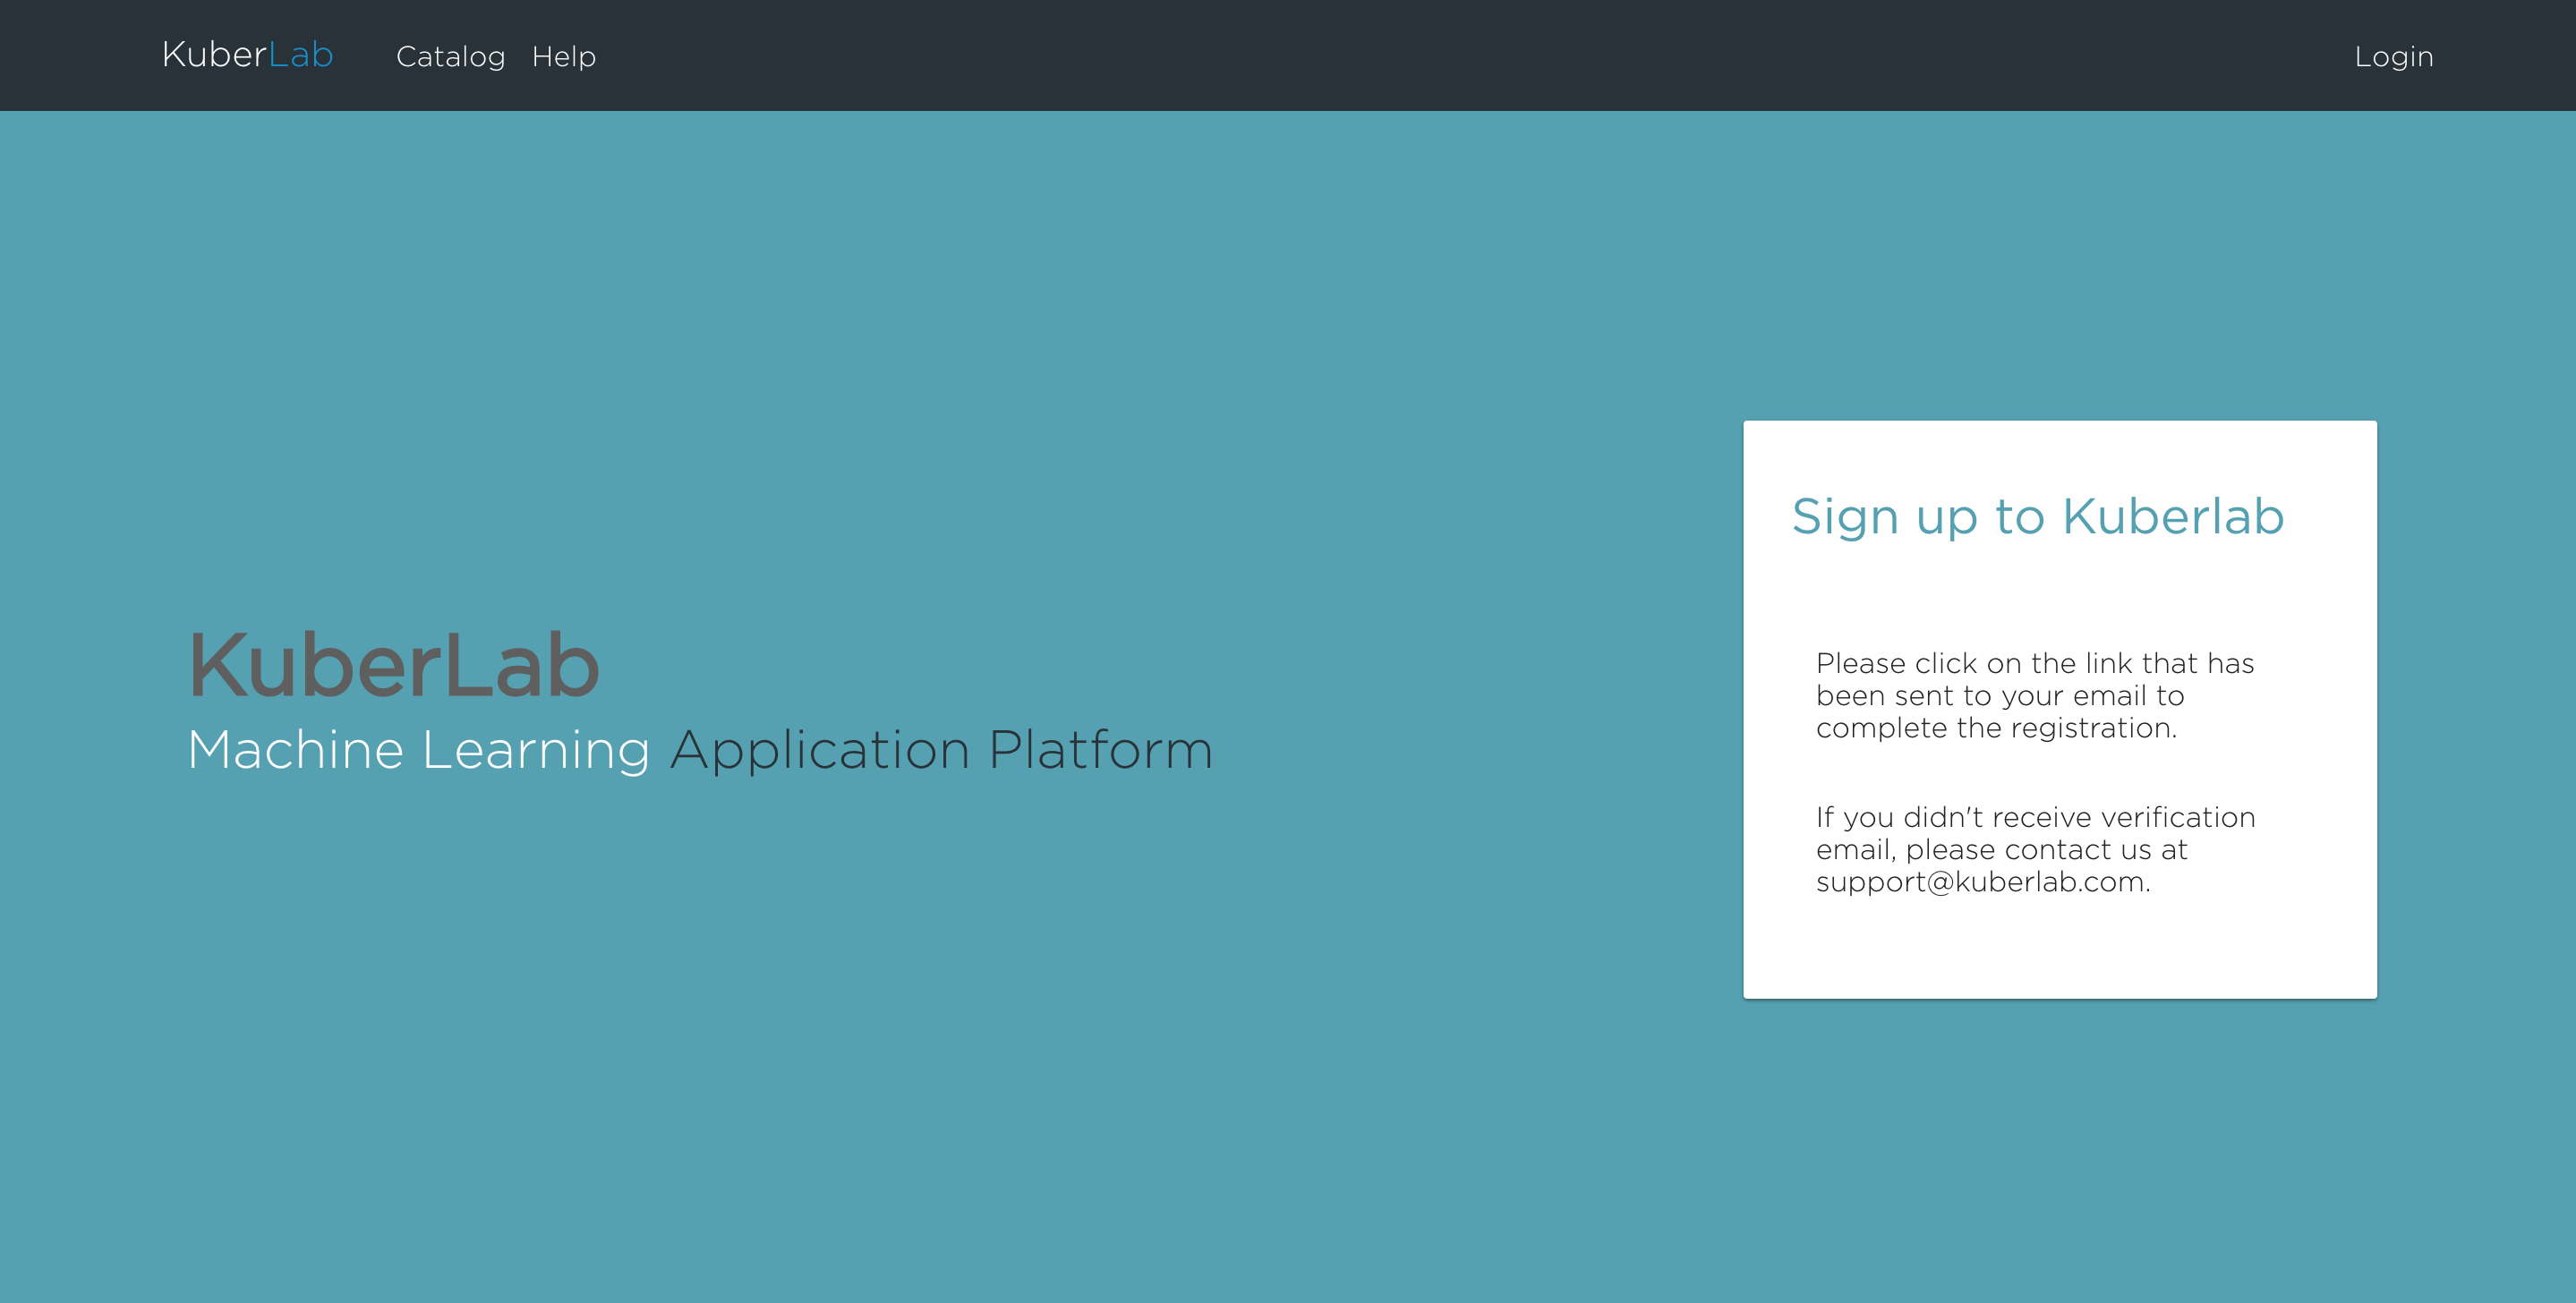 KuberLab Catalog Help Login
Sign up to Kuberlab
KuberLab
Machine Learning Application Platform
Please click on the link that has
been sent to your email to
complete the registration.
If you didn't receive verification
email, please contact us at
support@kuberlab.com.